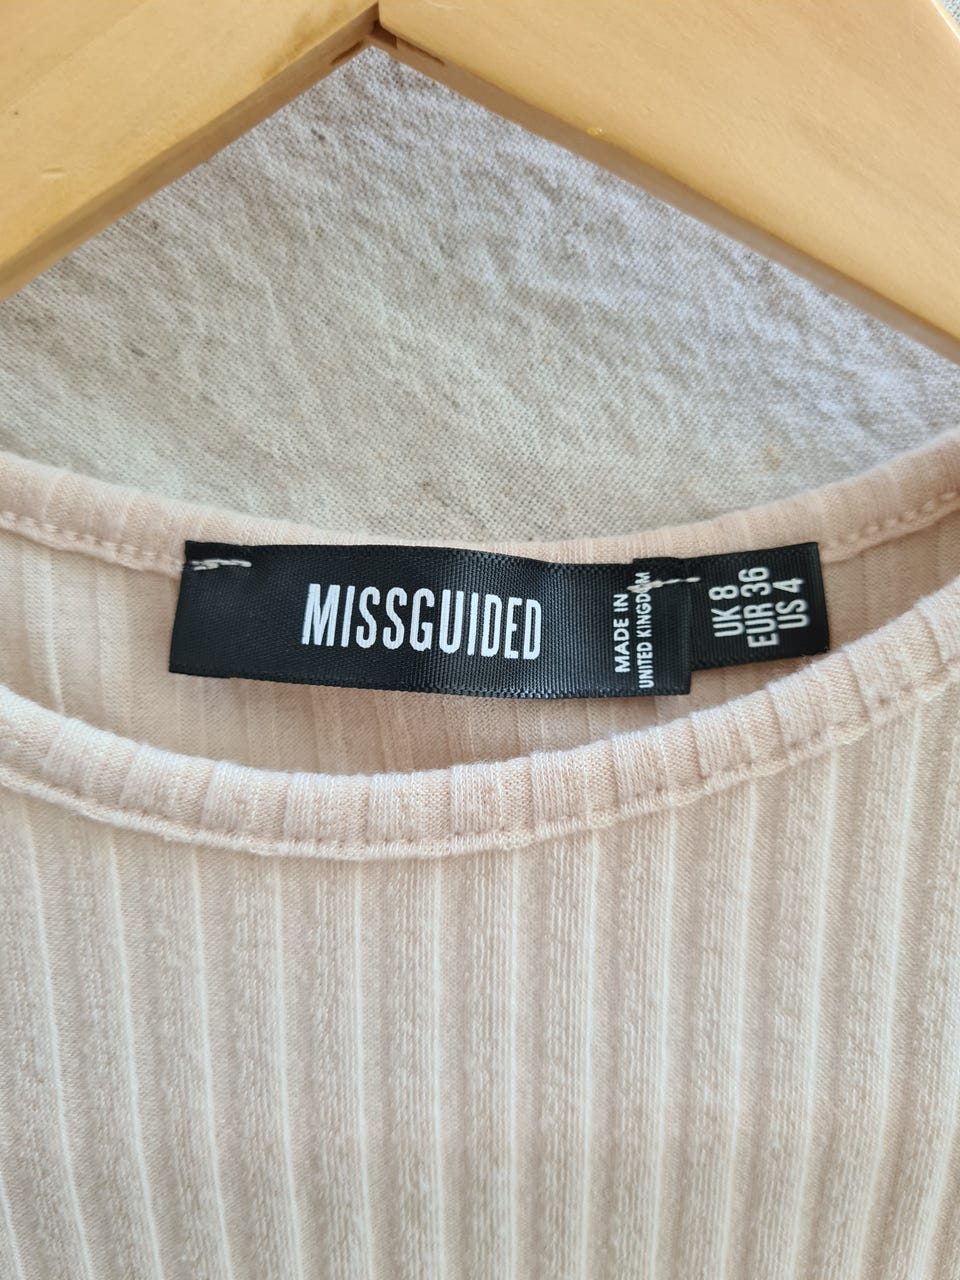 MISSGUIDED
MADE IN
UNITED KINGDOM
UK 8
EUR 36
US 4